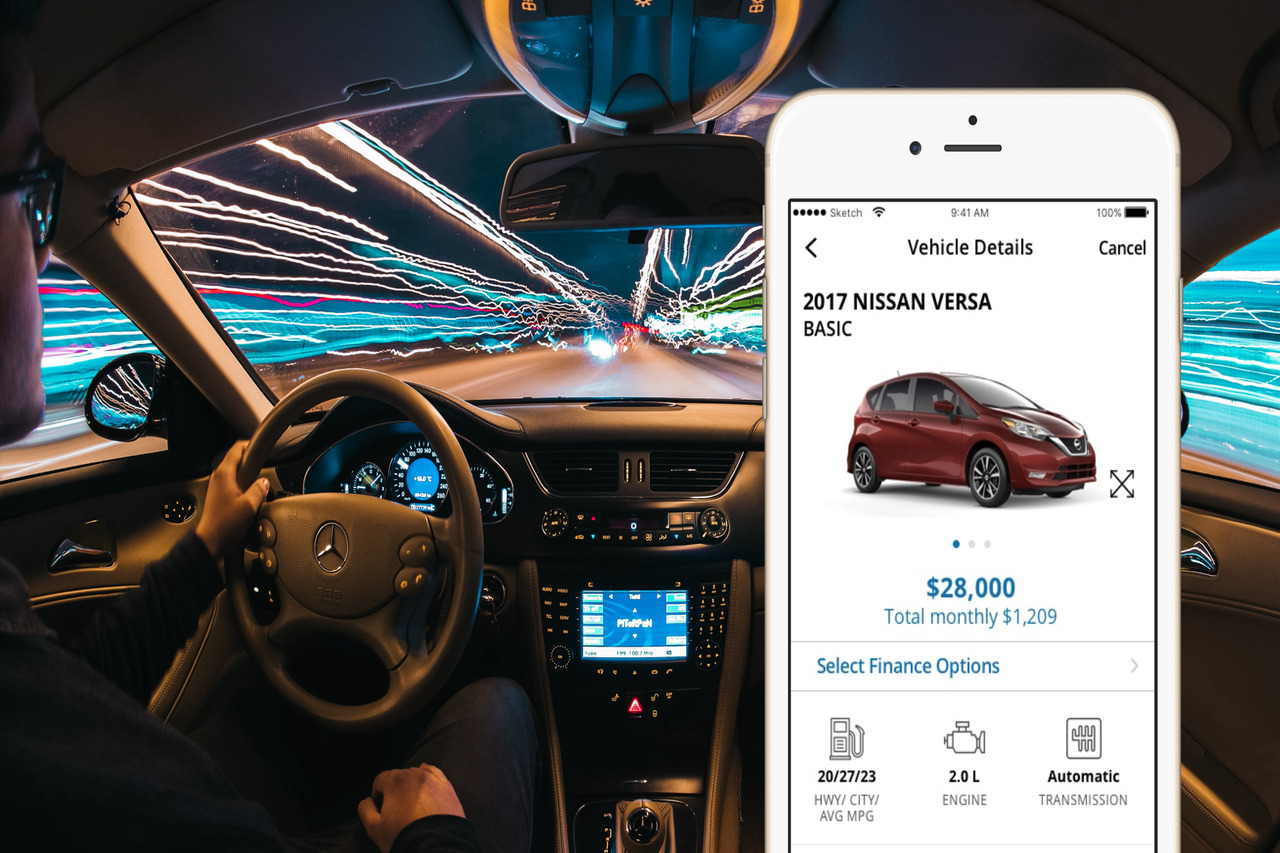 Sketch
9:41 AM
100%
Vehicle Details
Cancel
2017 NISSAN VERSA
BASIC
$28,000
Total monthly $1,209
Select Finance Options
20/27/23
HWY/ CITY/
AVG MPG
2.0 L
ENGINE
Automatic
TRANSMISSION
PIToRPaN